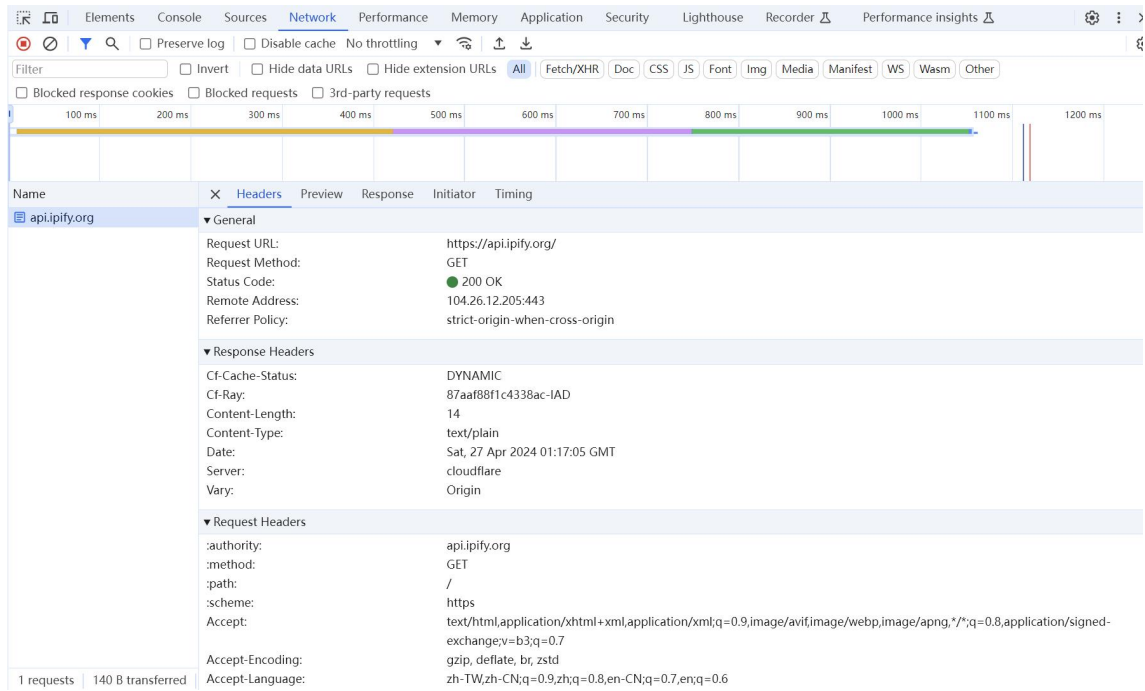 Elements Console Sources Network Performance Memory Application Security Lighthouse Recorder Performance insights
Preserve log Disable cache No throttling
Filter Invert Hide data URLs Hide extension URLs All Fetch/XHR Doc CSS JS Font Img Media Manifest WS Wasm Other
Blocked response cookies Blocked requests 3rd-party requests
100 ms 200 ms 300 ms 400 ms 500 ms 600 ms 700 ms 800 ms 900 ms 1000 ms 1100 ms 1200 ms
Name Headers Preview Response Initiator Timing
api.ipify.org
General
Request URL: https://api.ipify.org/
Request Method: GET
Status Code: 200 OK
Remote Address: 104.26.12.205:443
Referrer Policy: strict-origin-when-cross-origin
Response Headers
Cf-Cache-Status: DYNAMIC
Cf-Ray: 87aaf88f1c4338ac-IAD
Content-Length: 14
Content-Type: text/plain
Date: Sat, 27 Apr 2024 01:17:05 GMT
Server: cloudflare
Vary: Origin
Request Headers
:authority: api.ipify.org
:method: GET
:path: /
:scheme: https
Accept: text/html,application/xhtml+xml,application/xml;q=0.9,image/avif,image/webp,image/apng,*/*;q=0.8,application/signed-
exchange;v=b3;q=0.7
Accept-Encoding: gzip, deflate, br, zstd
Accept-Language: zh-TW,zh-CN;q=0.9,zh;q=0.8,en-CN;q=0.7,en;q=0.6
1 requests 140 B transferred